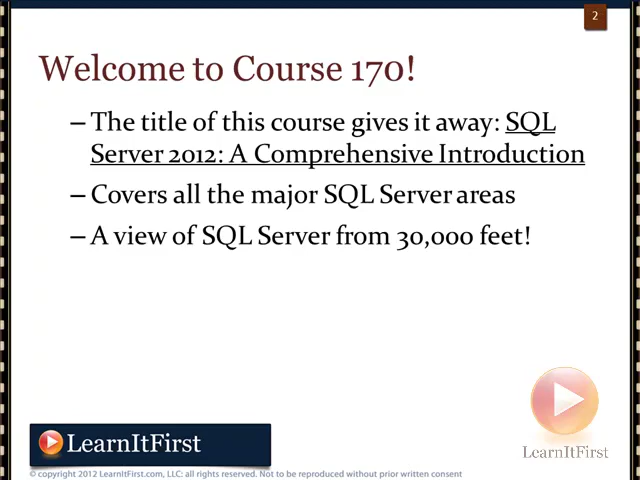 2
Welcome to Course 170!
– The title of this course gives it away: SQL
Server 2012: A Comprehensive Introduction
– Covers all the major SQL Server areas
– A view of SQL Server from 30,000 feet!
LearnItFirst
LearnItFirst
© copyright 2012 LearnItFirst.com, LLC: all rights reserved. Not to be reproduced without prior written consent